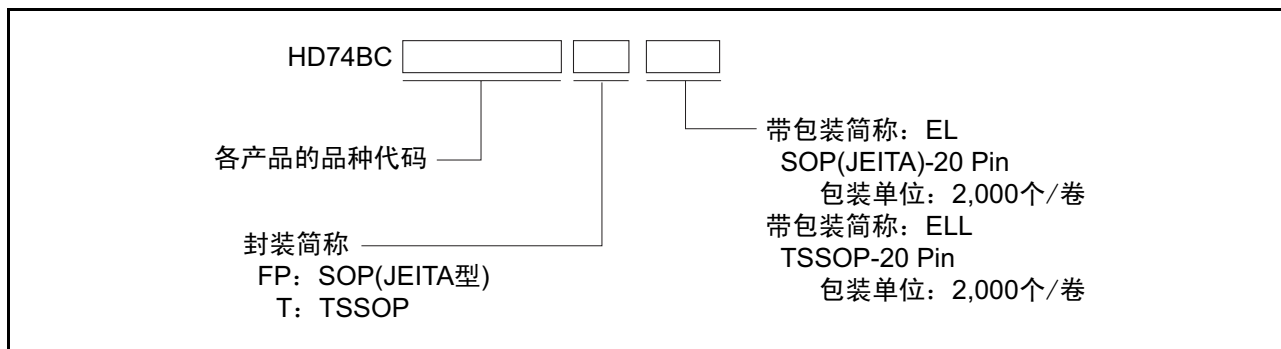 HD74BC
各产品的品种代码
封装简称
FP：SOP(JEITA型)
T：TSSOP
带包装简称：EL
SOP(JEITA)-20 Pin
包装单位：2,000个/卷
带包装简称：ELL
TSSOP-20 Pin
包装单位：2,000个/卷